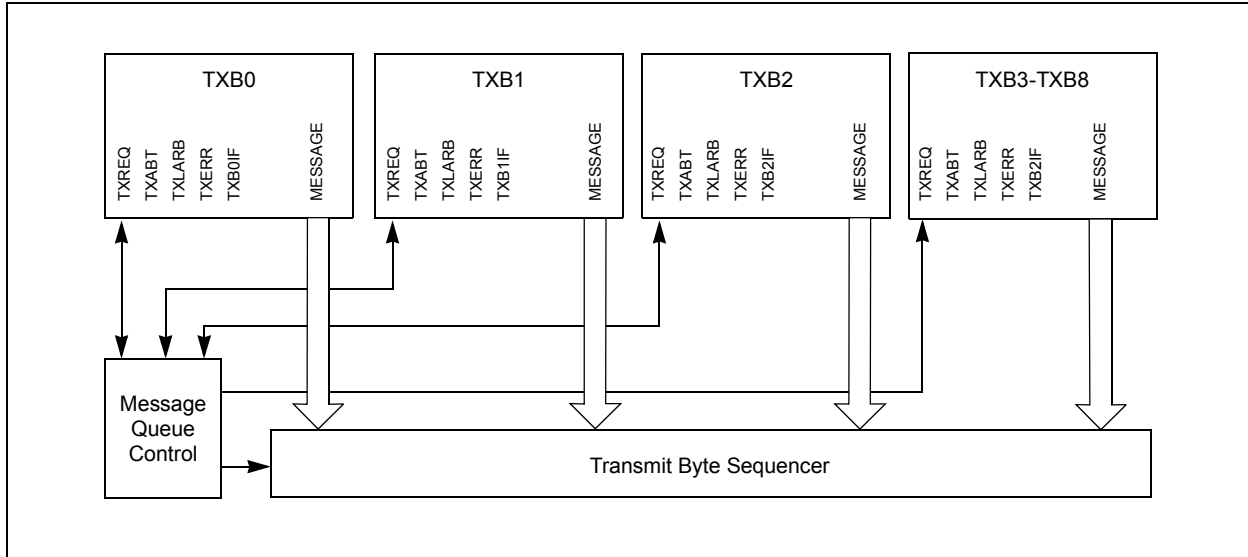 TXB0
TXREQ
TXABT
TXLARB
TXERR
TXB0IF
MESSAGE
TXB1
TXREQ
TXABT
TXLARB
TXERR
TXB1IF
MESSAGE
TXB2
TXREQ
TXABT
TXLARB
TXERR
TXB2IF
MESSAGE
TXB3-TXB8
TXREQ
TXABT
TXLARB
TXERR
TXB2IF
MESSAGE
Message
Queue
Control
Transmit Byte Sequencer